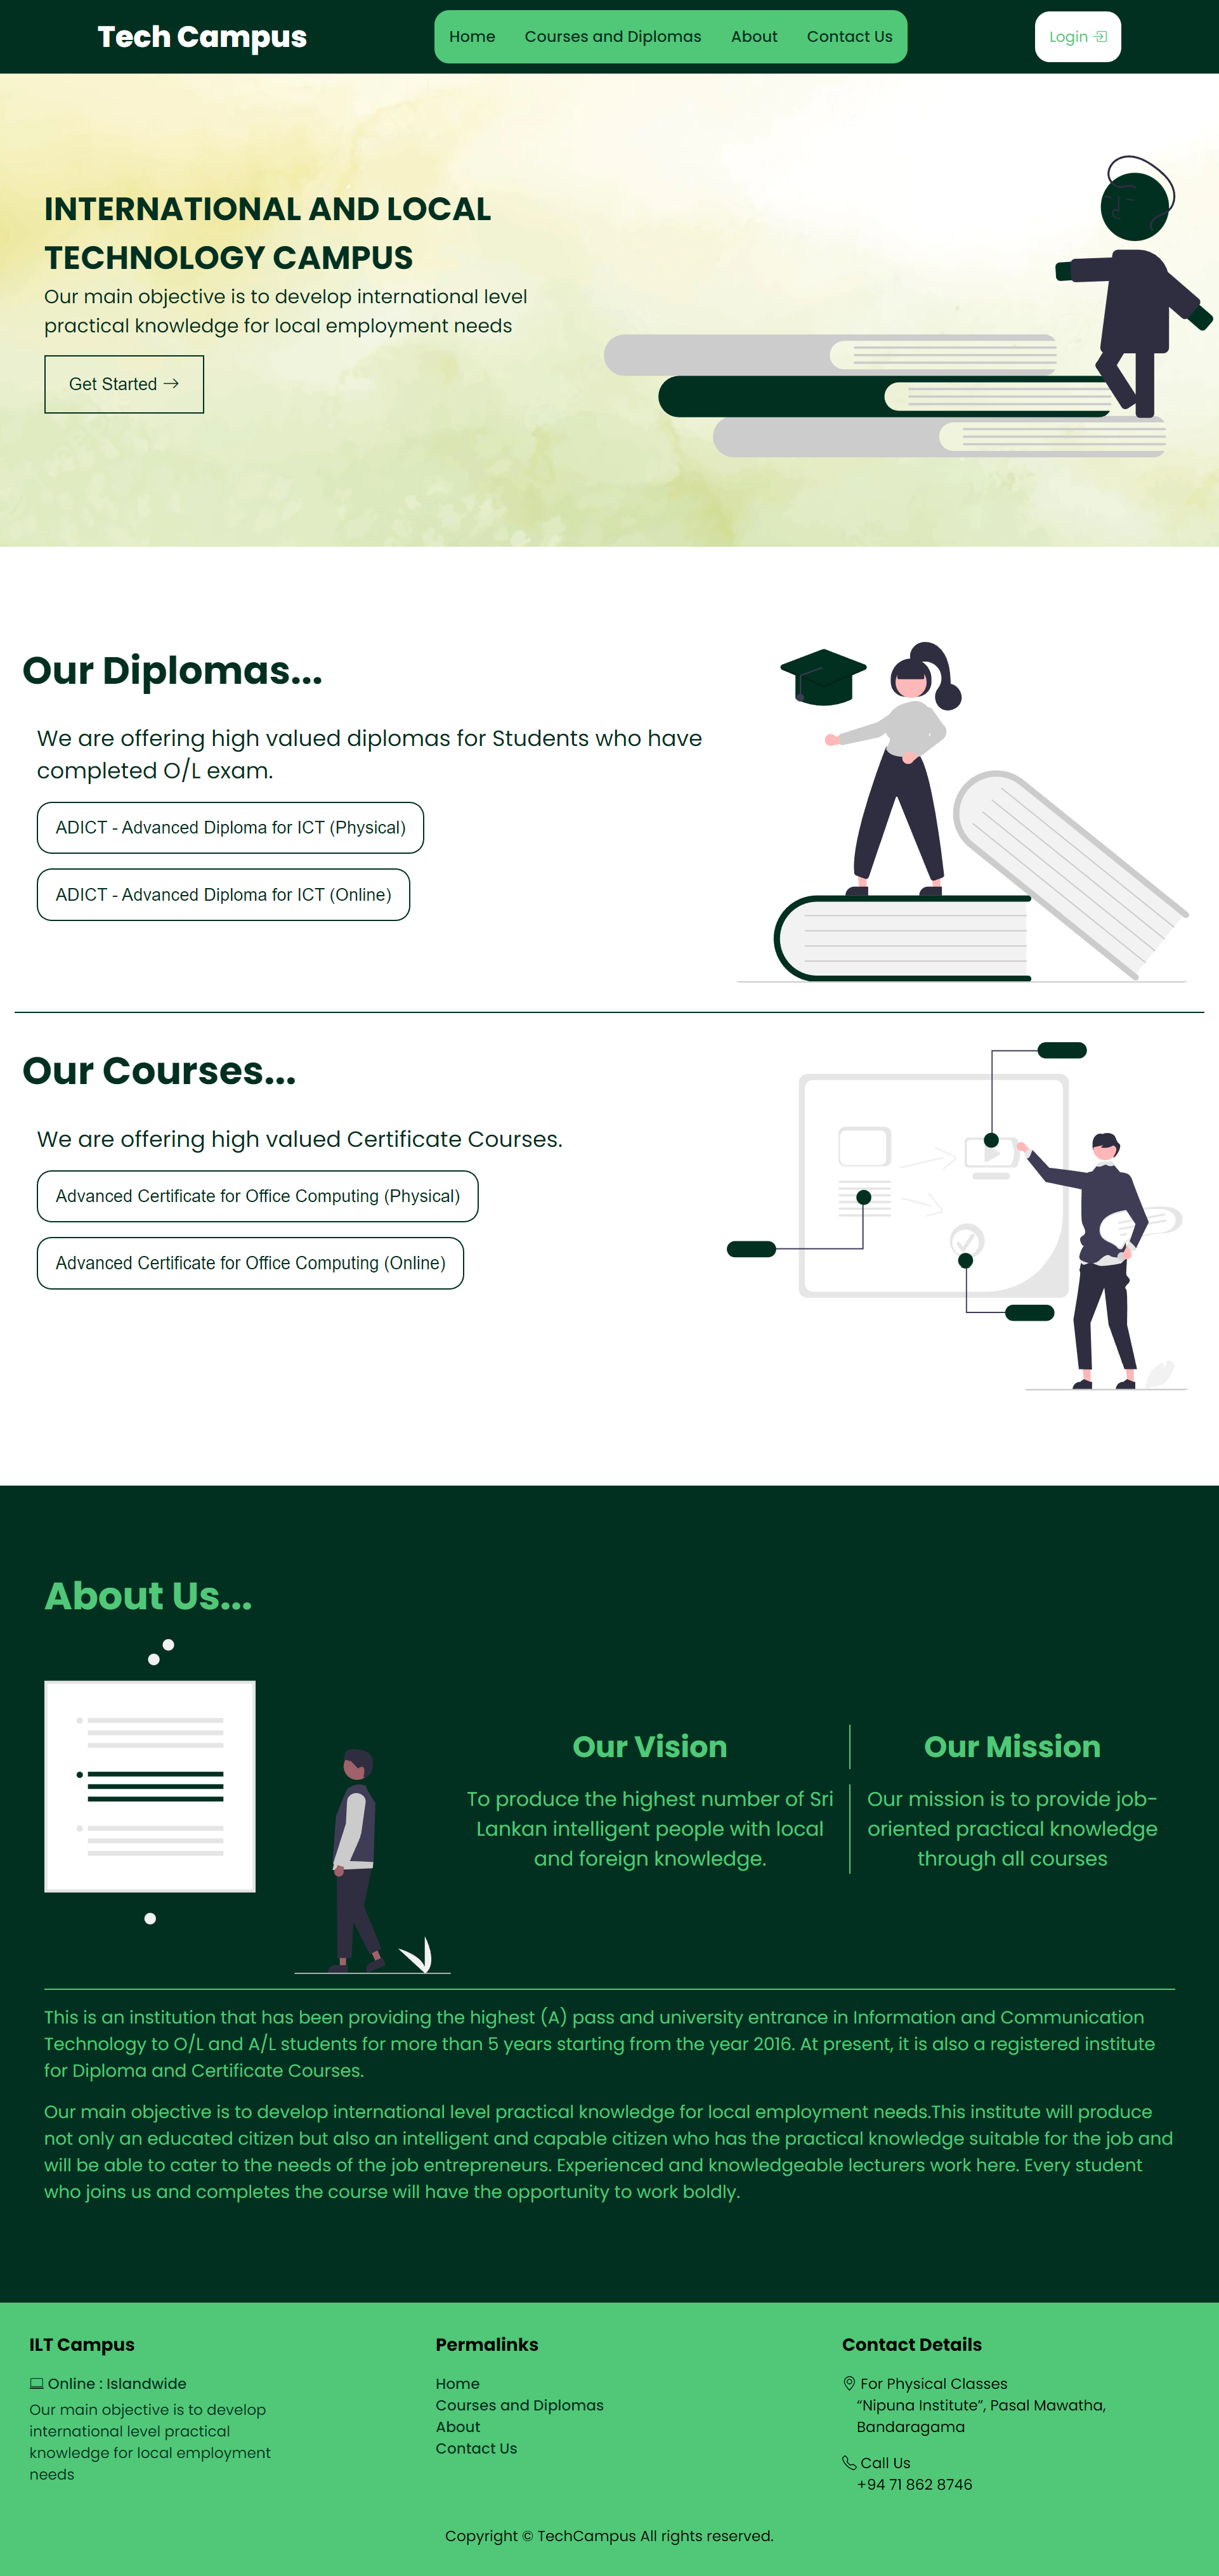 Tech Campus
Home
Courses and Diplomas
About
Contact Us
Login
INTERNATIONAL AND LOCAL
TECHNOLOGY CAMPUS
Our main objective is to develop international level
practical knowledge for local employment needs
Get Started →
Our Diplomas...
We are offering high valued diplomas for Students who have
completed O/L exam.
ADICT - Advanced Diploma for ICT (Physical)
ADICT - Advanced Diploma for ICT (Online)
Our Courses...
We are offering high valued Certificate Courses.
Advanced Certificate for Office Computing (Physical)
Advanced Certificate for Office Computing (Online)
About Us...
Our Vision
To produce the highest number of Sri
Lankan intelligent people with local
and foreign knowledge.
Our Mission
Our mission is to provide job-
oriented practical knowledge
through all courses
This is an institution that has been providing the highest (A) pass and university entrance in Information and Communication
Technology to O/L and A/L students for more than 5 years starting from the year 2016. At present, it is also a registered institute
for Diploma and Certificate Courses.
Our main objective is to develop international level practical knowledge for local employment needs.This institute will produce
not only an educated citizen but also an intelligent and capable citizen who has the practical knowledge suitable for the job and
will be able to cater to the needs of the job entrepreneurs. Experienced and knowledgeable lecturers work here. Every student
who joins us and completes the course will have the opportunity to work boldly.
ILT Campus
Online : Islandwide
Our main objective is to develop
international level practical
knowledge for local employment
needs
Permalinks
Home
Courses and Diplomas
About
Contact Us
Contact Details
For Physical Classes
“Nipuna Institute”, Pasal Mawatha,
Bandaragama
Call Us
+94 71 862 8746
Copyright © TechCampus All rights reserved.